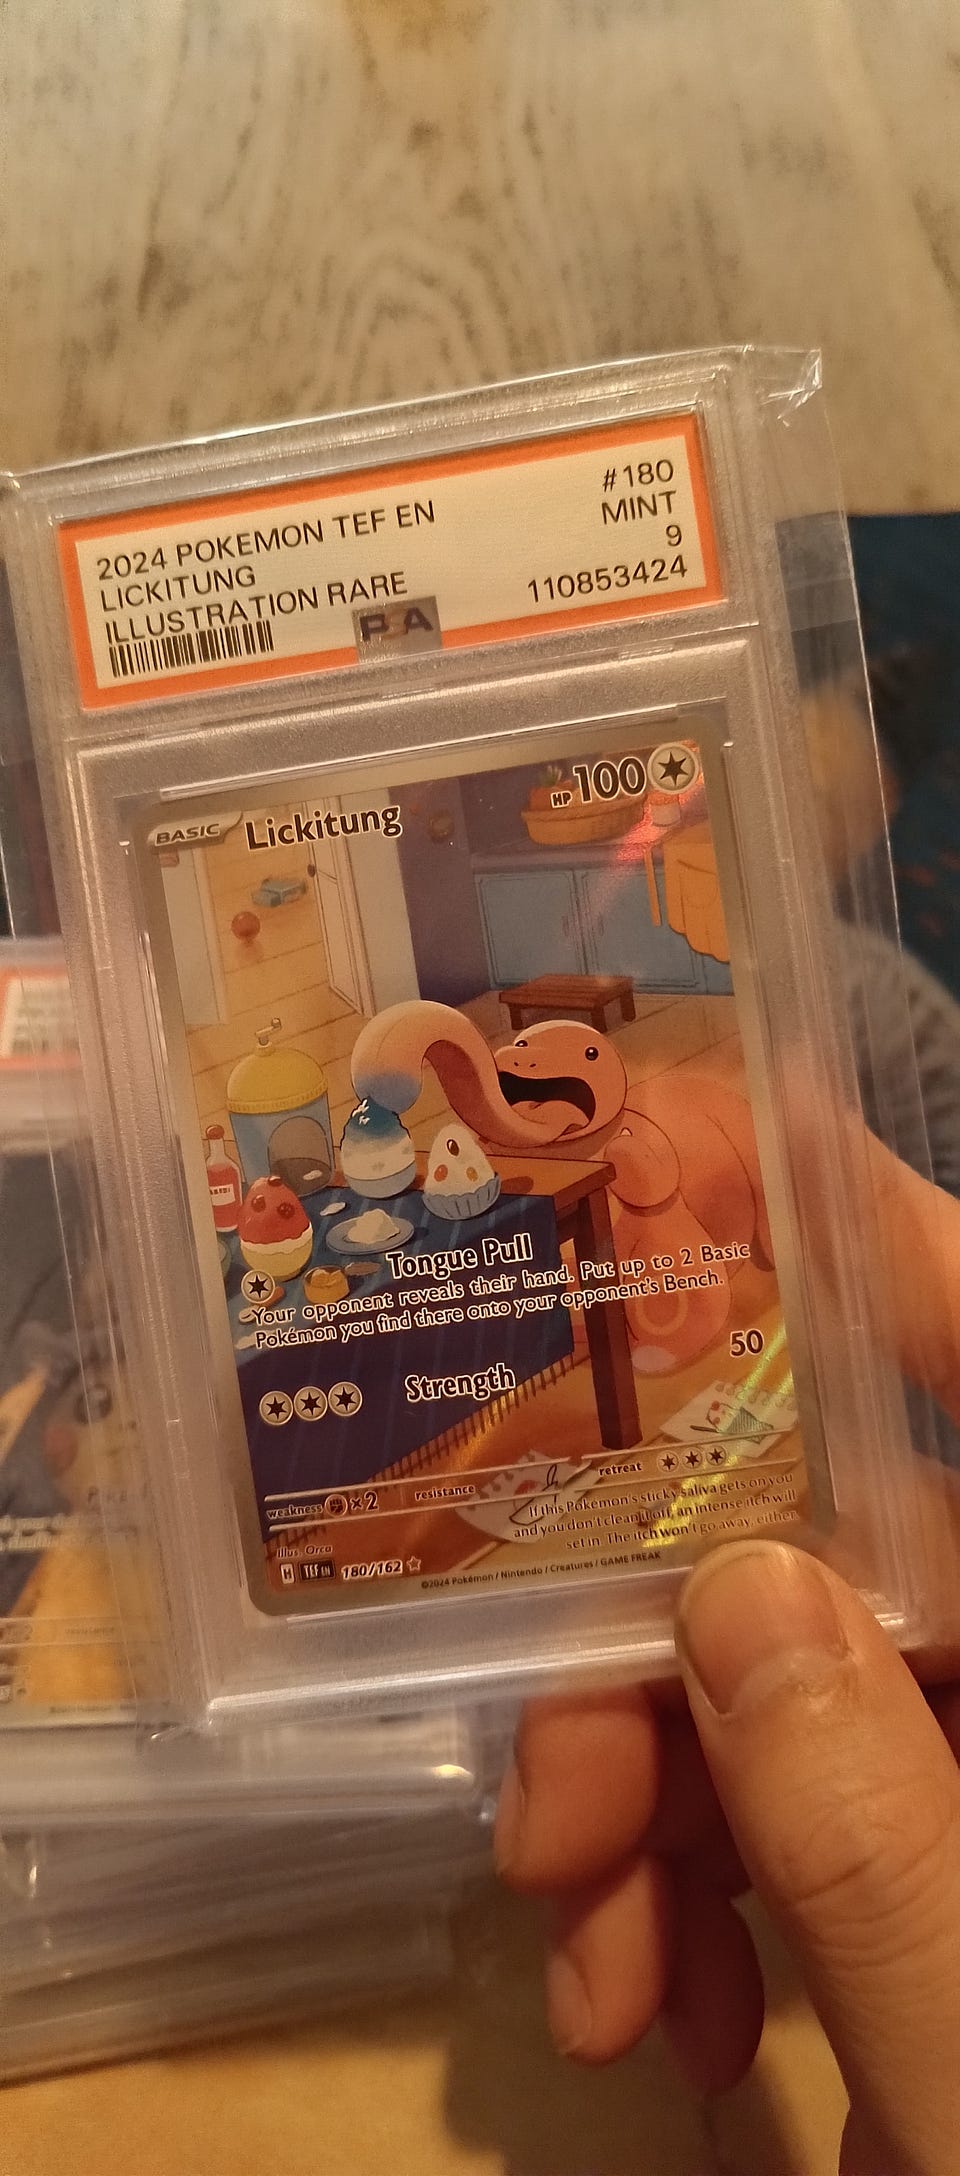 2024 POKEMON TEF EN
LICKITUNG
ILLUSTRATION RARE
#180
MINT
9
110853424
PSA
BASIC Lickitung HP 100
Tongue Pull
Your opponent reveals their hand. Put up to 2 Basic
Pokémon you find there onto your opponent's Bench.
Strength 50
weakness ×2 resistance retreat
If this Pokémon's sticky saliva gets on you
and you don't clean it off, an intense itch will
set in. The itch won't go away, either.
Illus. Orca
H TEF EN 180/162
©2024 Pokémon / Nintendo / Creatures / GAME FREAK